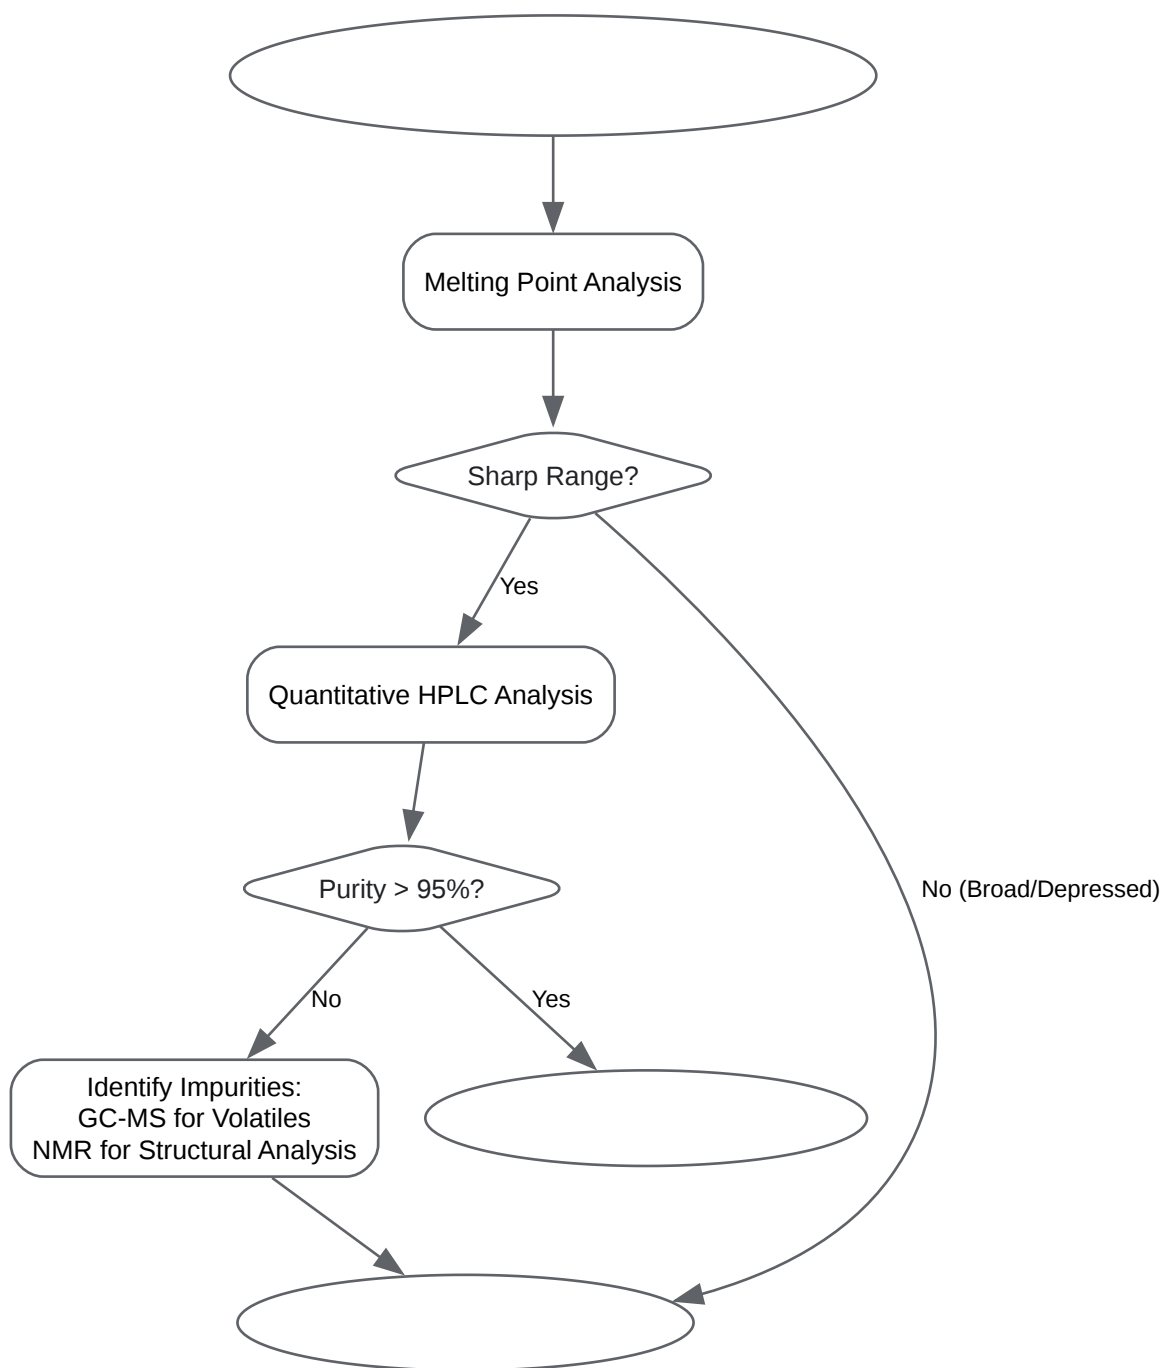 Melting Point Analysis
Sharp Range?
Yes
Quantitative HPLC Analysis
Purity > 95%?
No (Broad/Depressed)
No
Yes
Identify Impurities:
GC-MS for Volatiles
NMR for Structural Analysis